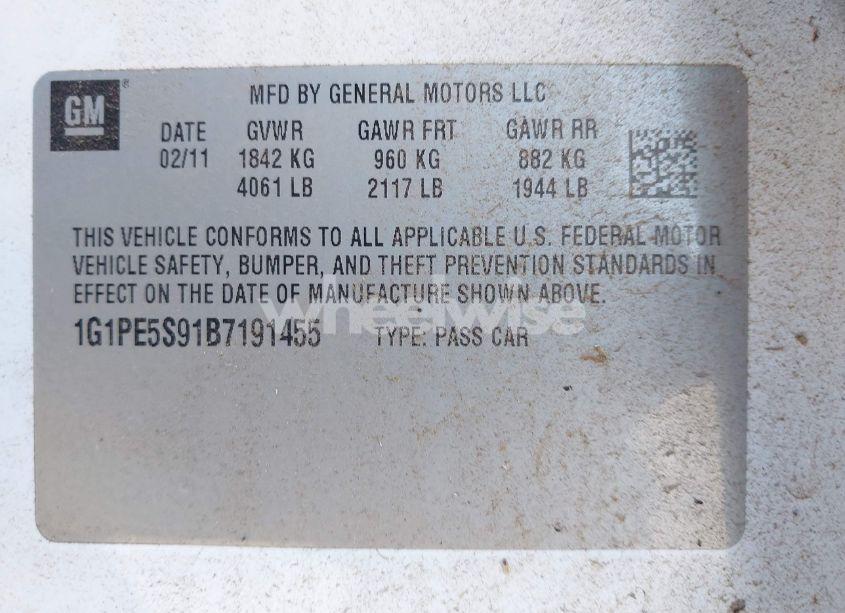 GM®
MFD BY GENERAL MOTORS LLC
DATE GVWR GAWR FRT GAWR RR
02/11 1842 KG 960 KG 882 KG
4061 LB 2117 LB 1944 LB
THIS VEHICLE CONFORMS TO ALL APPLICABLE U.S. FEDERAL MOTOR
VEHICLE SAFETY, BUMPER, AND THEFT PREVENTION STANDARDS IN
EFFECT ON THE DATE OF MANUFACTURE SHOWN ABOVE.
wheelwise
1G1PE5S91B7191455 TYPE: PASS CAR